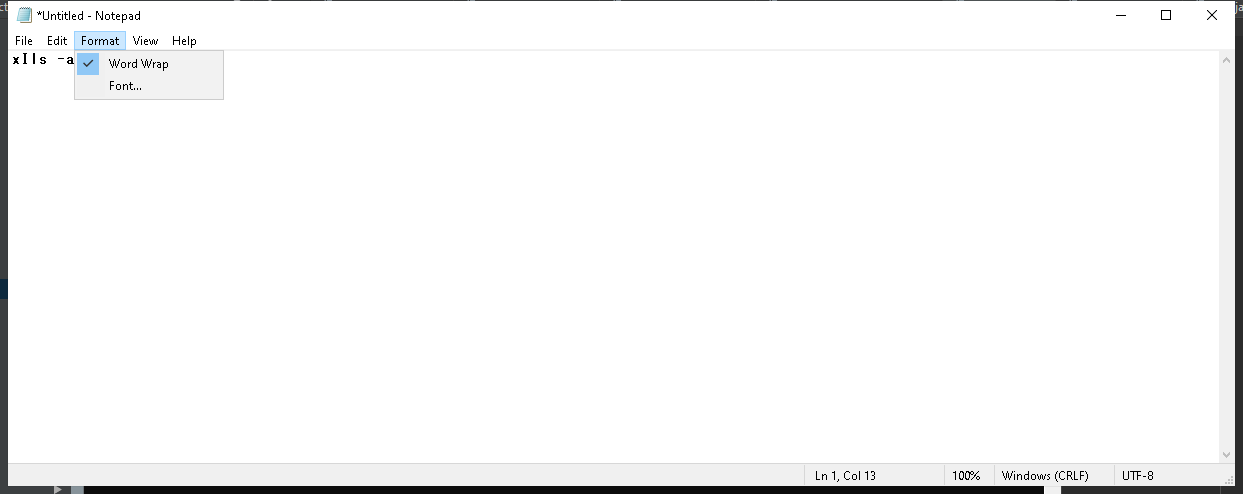 *Untitled - Notepad
File Edit Format View Help
xIls -a
Word Wrap
Font...
Ln 1, Col 13
100%
Windows (CRLF)
UTF-8